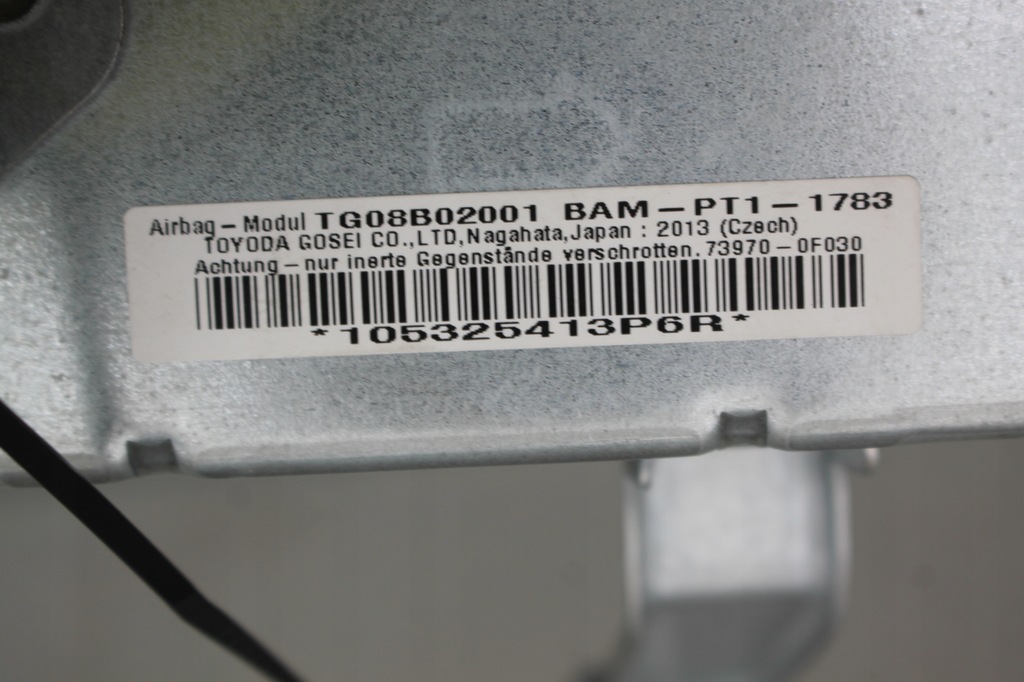 Airbag – Modul TG08B02001 BAM – PT1 – 1783
TOYODA GOSEI CO.,LTD,Nagahata,Japan : 2013 (Czech)
Achtung – nur inerte Gegenstände verschrotten. 73970 – 0F030
*105325413P6R*